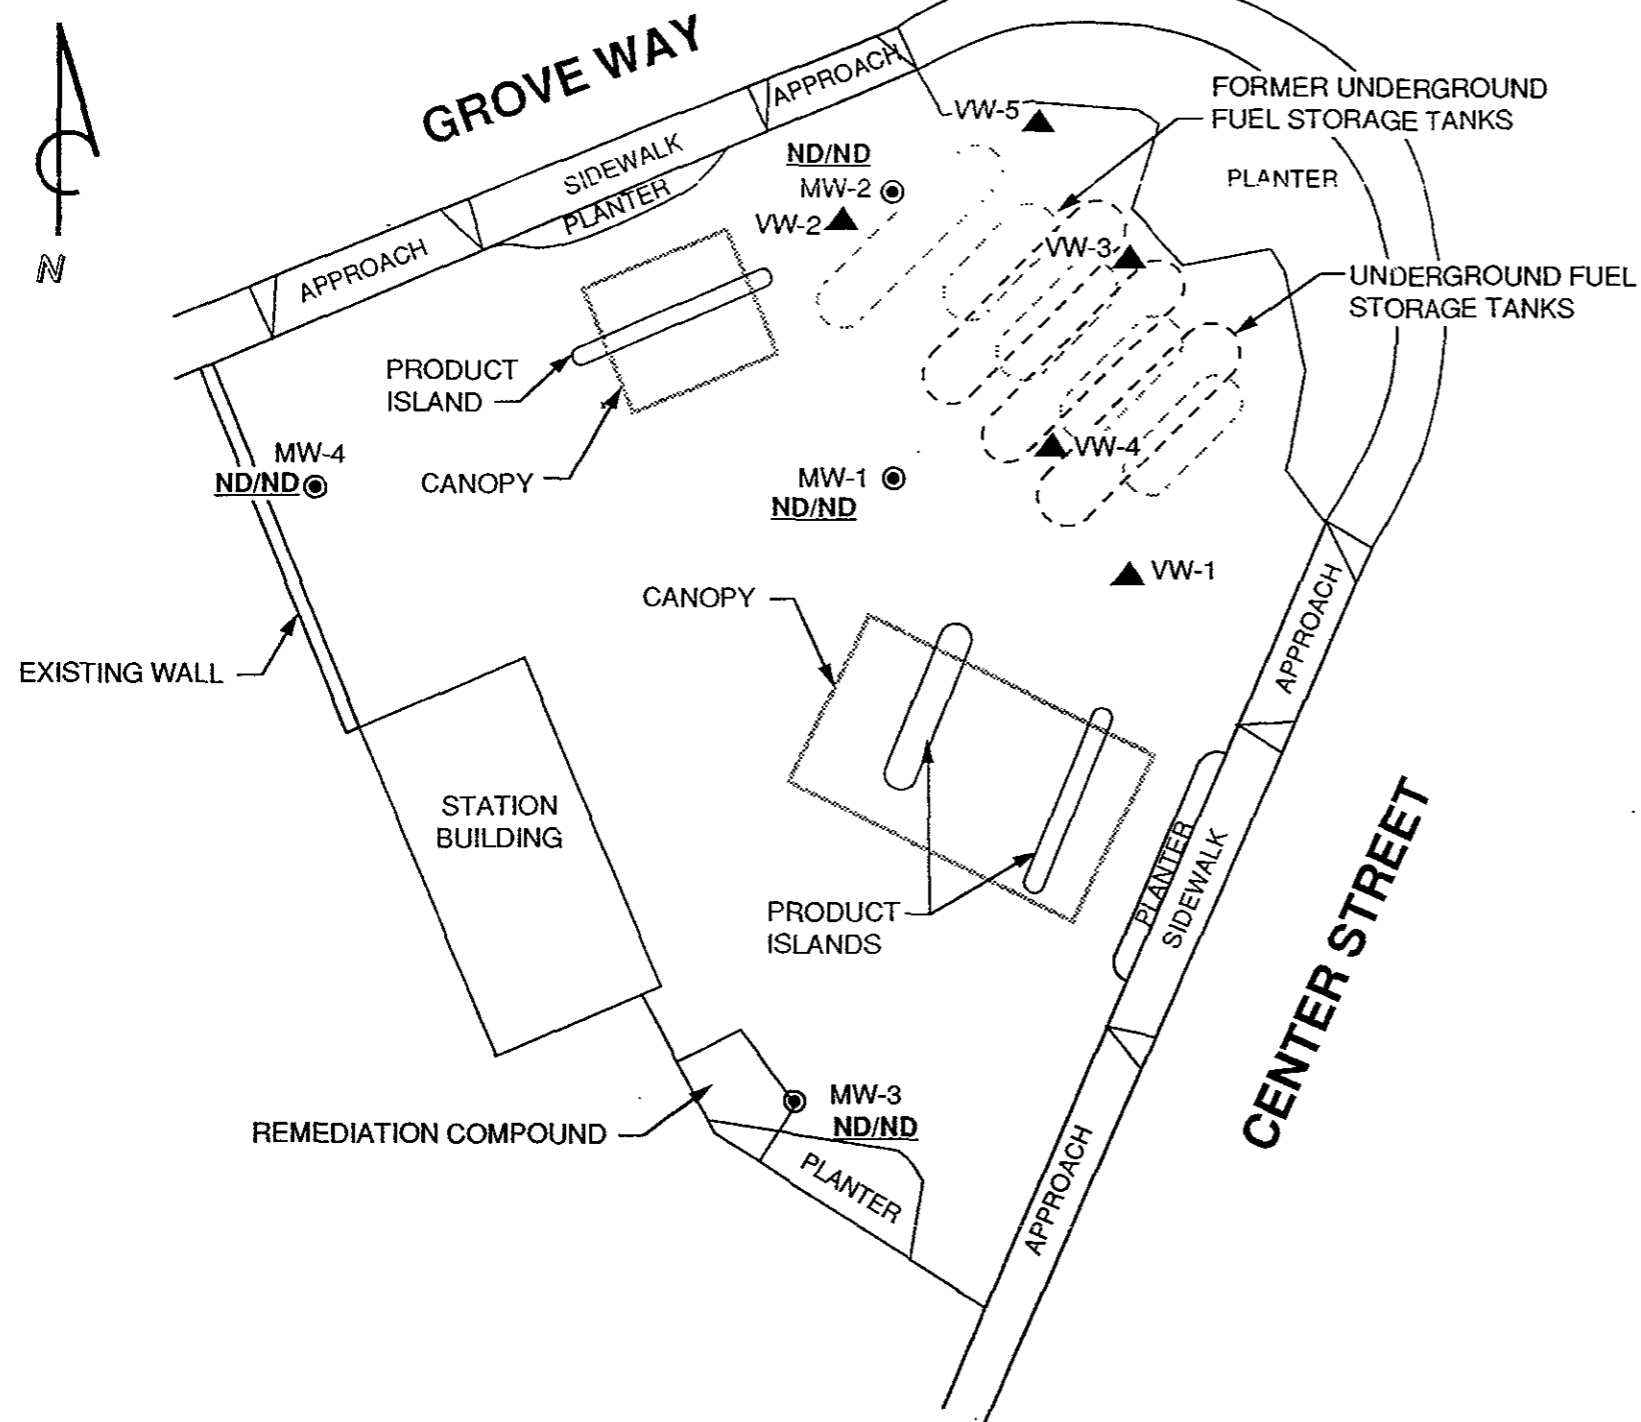 GROVE WAY
APPROACH
SIDEWALK
PLANTER
APPROACH
VW-5
FORMER UNDERGROUND
FUEL STORAGE TANKS
PLANTER
ND/ND
MW-2
VW-2
VW-3
UNDERGROUND FUEL
STORAGE TANKS
N
PRODUCT
ISLAND
CANOPY
MW-4
ND/ND
MW-1
ND/ND
VW-4
VW-1
CANOPY
EXISTING WALL
APPROACH
STATION
BUILDING
PRODUCT
ISLANDS
PLANTER
SIDEWALK
CENTER STREET
MW-3
ND/ND
REMEDIATION COMPOUND
PLANTER
APPROACH